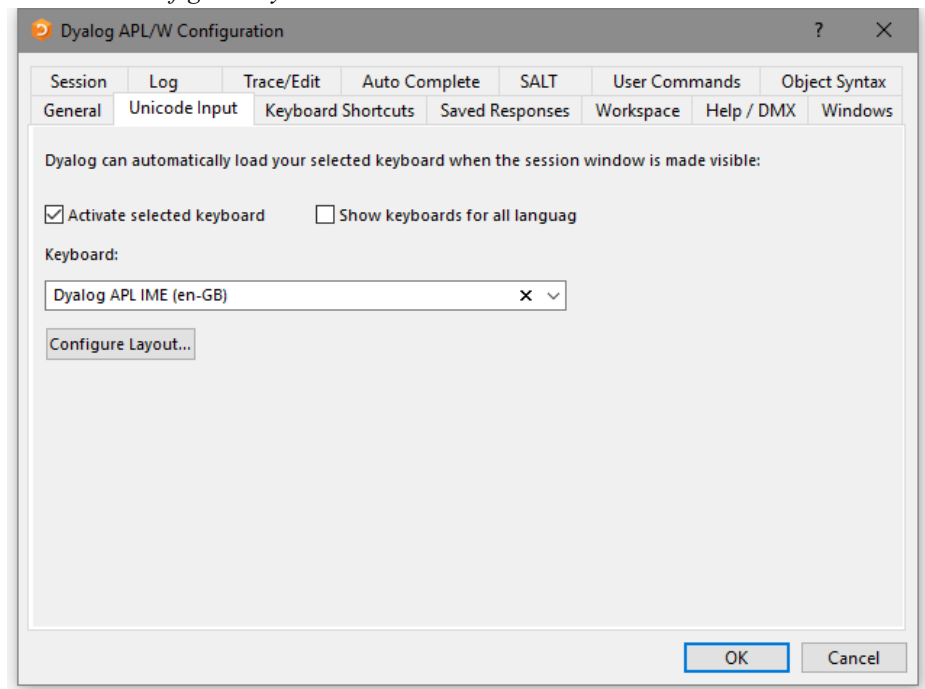 Dyalog APL/W Configuration ?
Session Log Trace/Edit Auto Complete SALT User Commands Object Syntax
General Unicode Input Keyboard Shortcuts Saved Responses Workspace Help / DMX Windows
Dyalog can automatically load your selected keyboard when the session window is made visible:
Activate selected keyboard Show keyboards for all languag
Keyboard:
Dyalog APL IME (en-GB)
Configure Layout...
OK Cancel